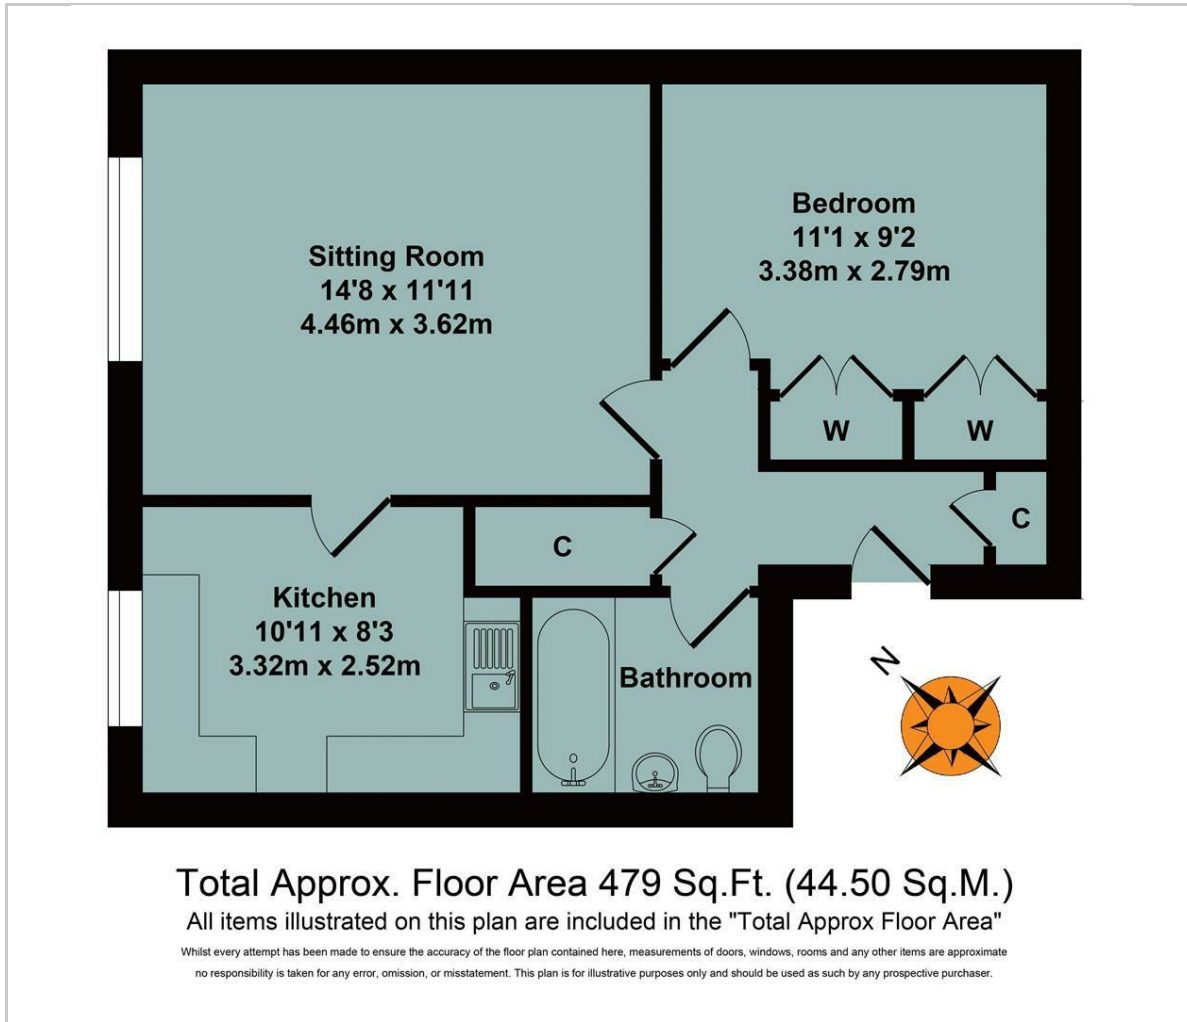 Sitting Room
14'8 x 11'11
4.46m x 3.62m
Bedroom
11'1 x 9'2
3.38m x 2.79m
W
W
C
C
Kitchen
10'11 x 8'3
3.32m x 2.52m
Bathroom
N
Total Approx. Floor Area 479 Sq.Ft. (44.50 Sq.M.)
All items illustrated on this plan are included in the "Total Approx Floor Area"
Whilst every attempt has been made to ensure the accuracy of the floor plan contained here, measurements of doors, windows, rooms and any other items are approximate
no responsibility is taken for any error, omission, or misstatement. This plan is for illustrative purposes only and should be used as such by any prospective purchaser.